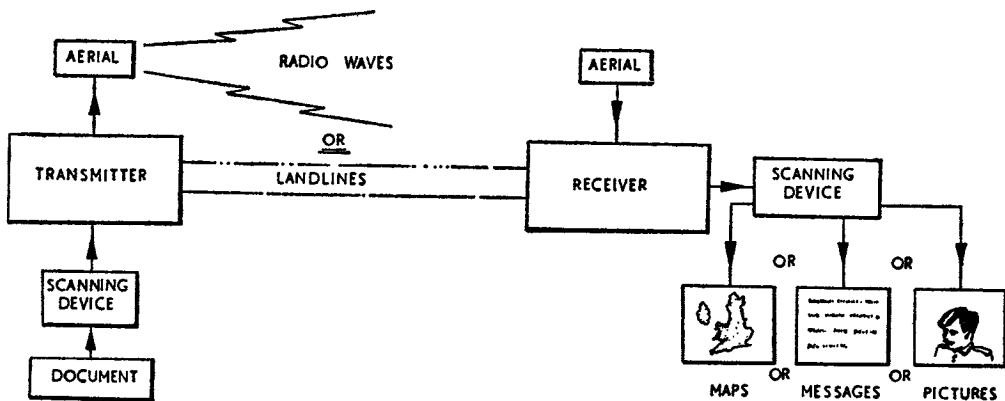 AERIAL
RADIO WAVES
AERIAL
OR
TRANSMITTER
LANDLINES
RECEIVER
SCANNING
DEVICE
SCANNING
DEVICE
OR
OR
DOCUMENT
OR
OR
MAPS
MESSAGES
PICTURES